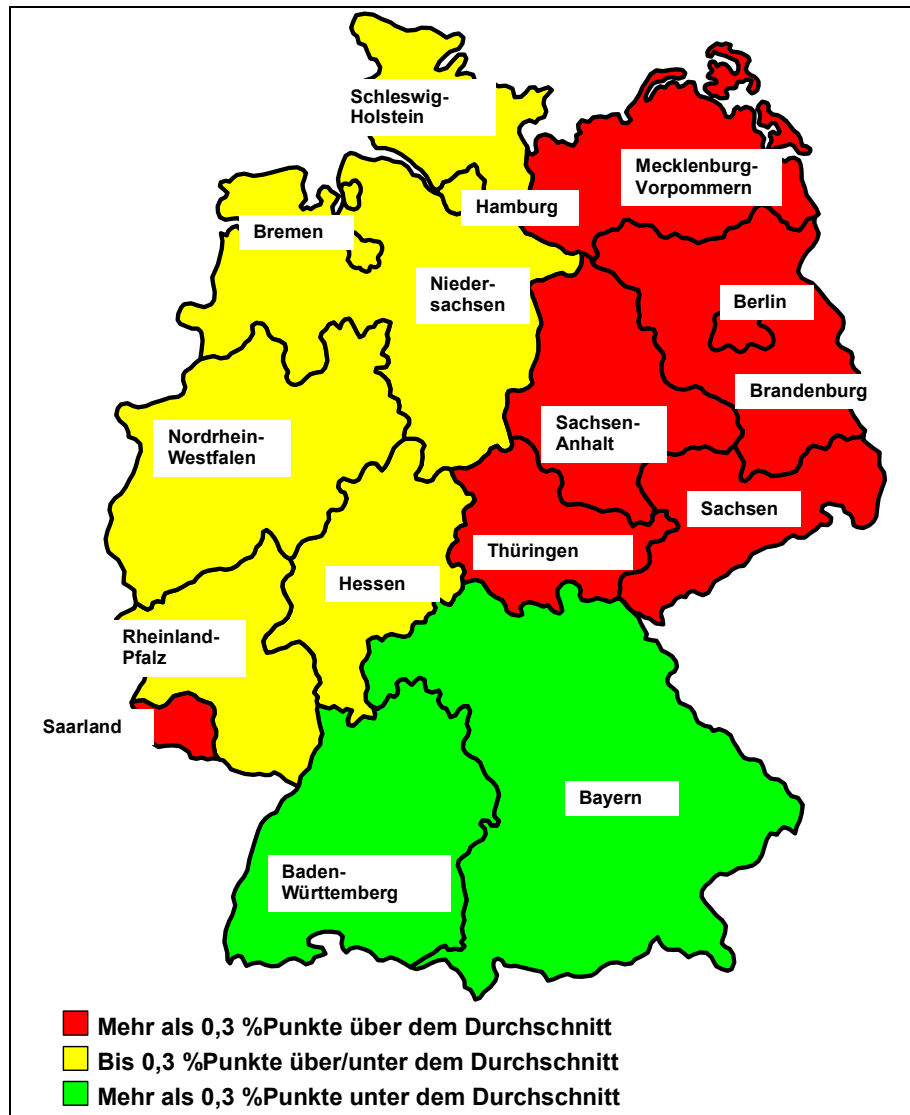 Schleswig-
Holstein
Mecklenburg-
Vorpommern
Hamburg
Bremen
Nieder-
sachsen
Berlin
Brandenburg
Nordrhein-
Westfalen
Sachsen-
Anhalt
Sachsen
Thüringen
Hessen
Rheinland-
Pfalz
Saarland
Bayern
Baden-
Württemberg
Mehr als 0,3 %Punkte über dem Durchschnitt
Bis 0,3 %Punkte über/unter dem Durchschnitt
Mehr als 0,3 %Punkte unter dem Durchschnitt